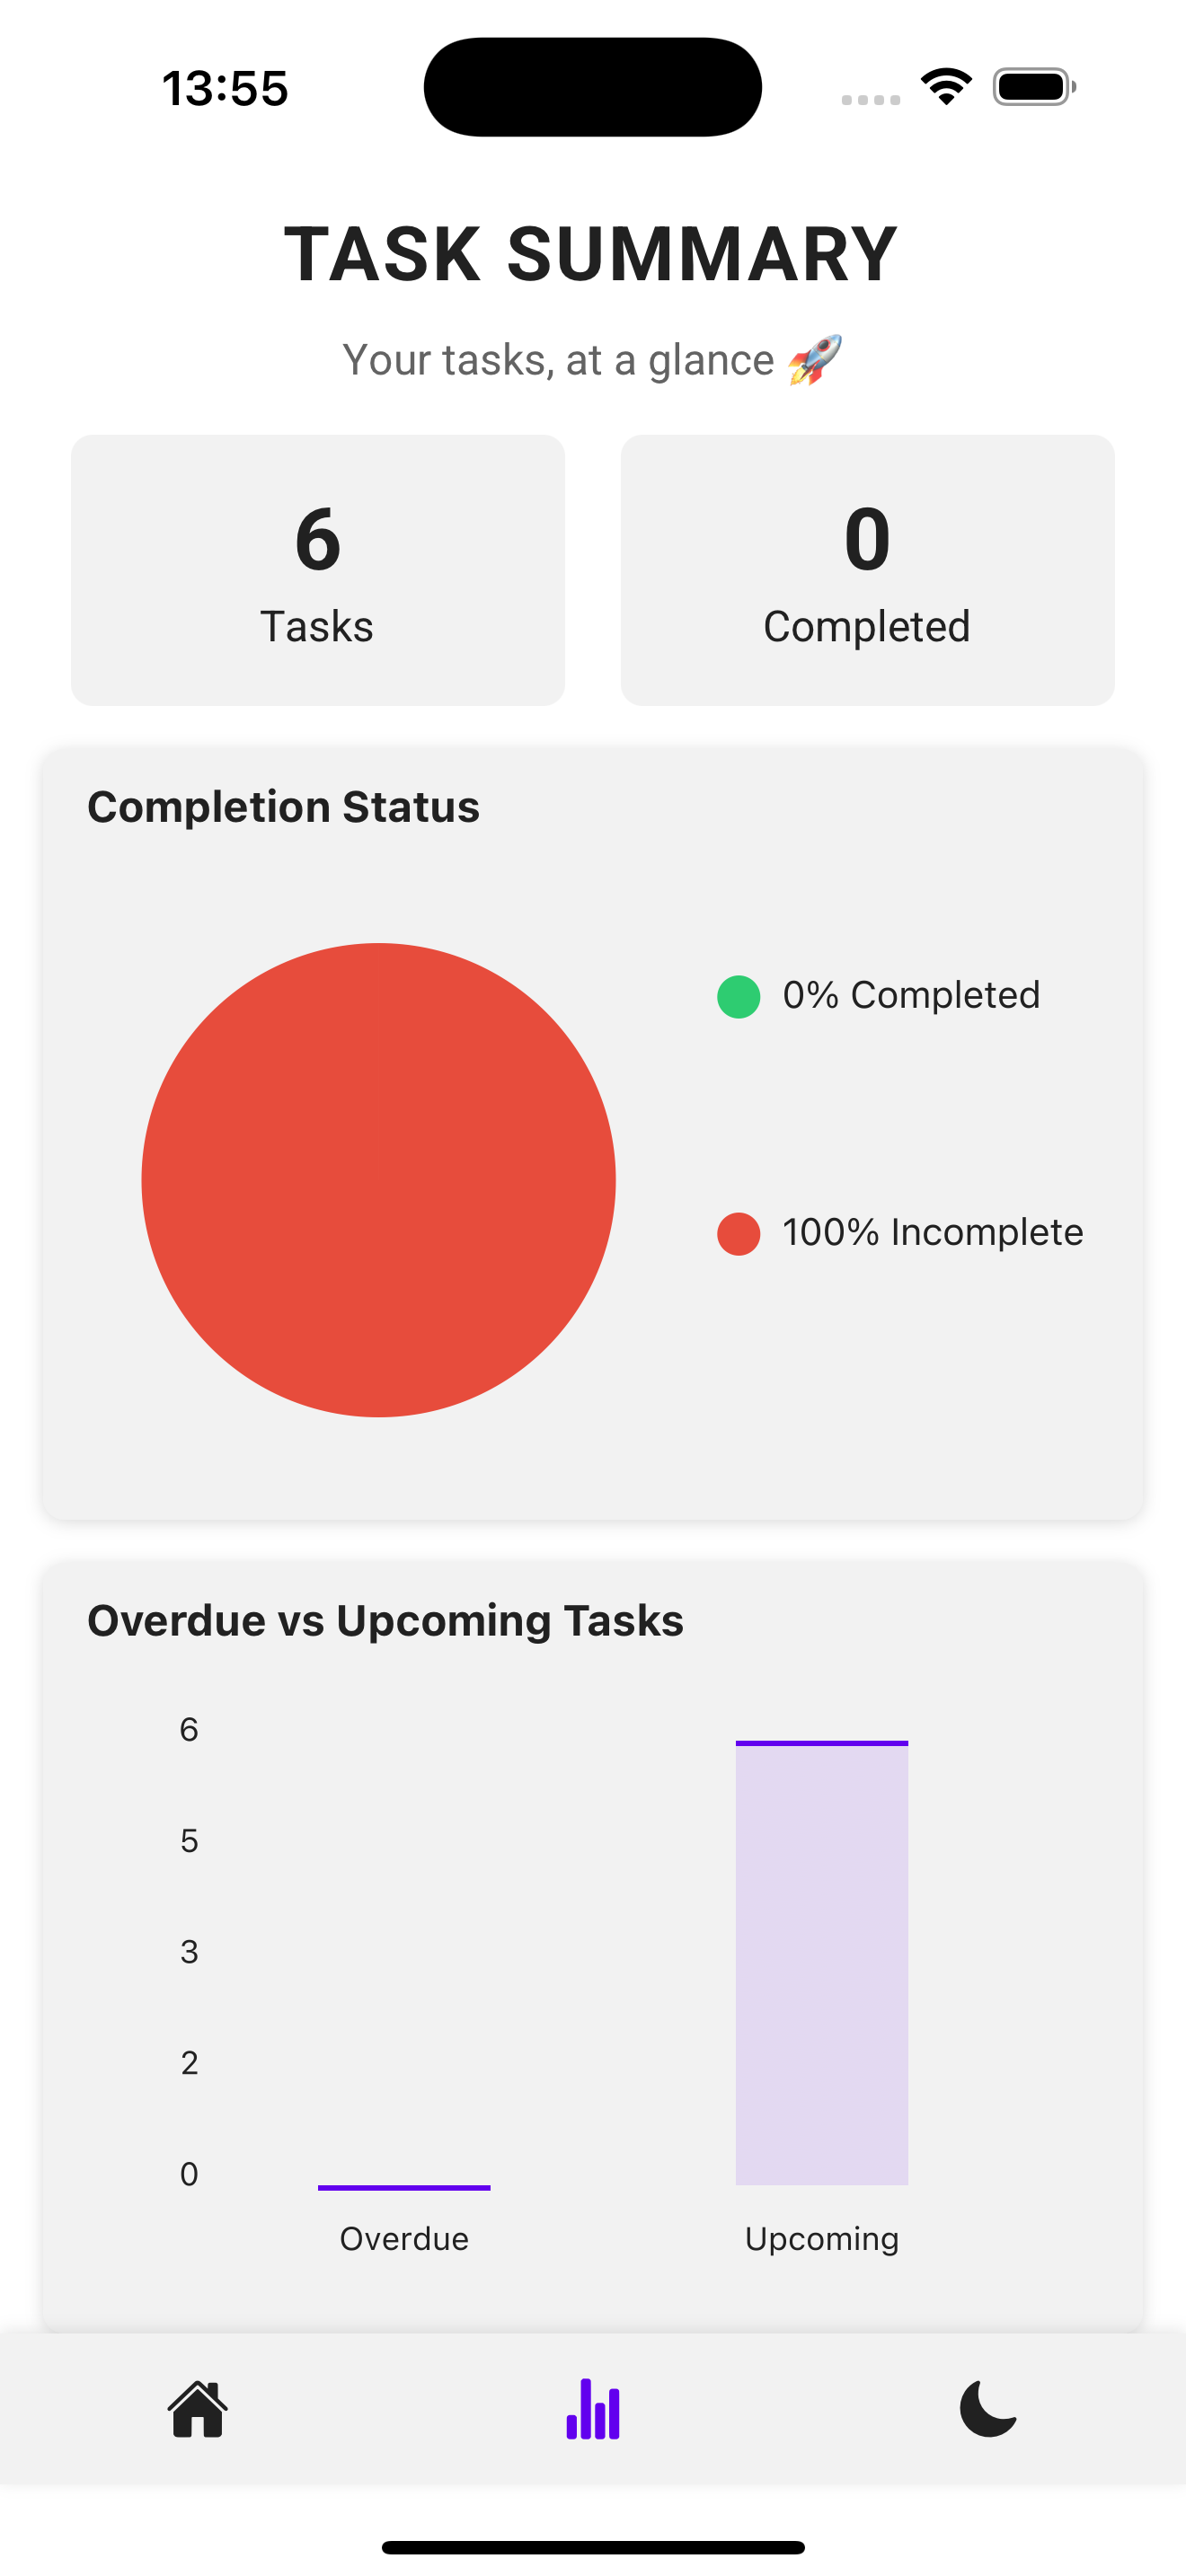 13:55
TASK SUMMARY
Your tasks, at a glance 🚀
6
Tasks
0
Completed
Completion Status
0% Completed
100% Incomplete
Overdue vs Upcoming Tasks
6
5
3
2
0
Overdue
Upcoming